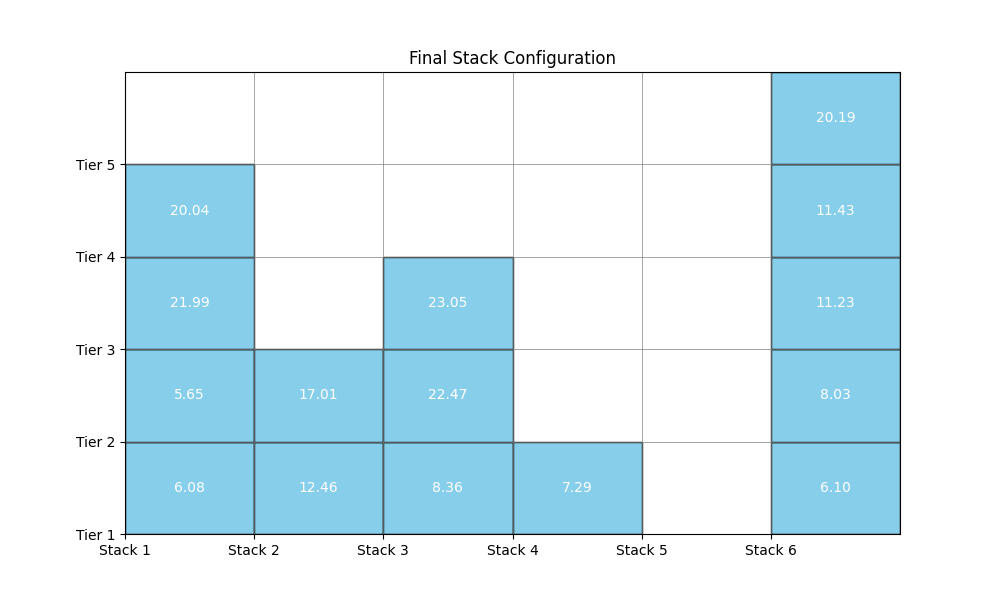 Final Stack Configuration
20.19
Tier 5
20.04 11.43
Tier 4
21.99 23.05 11.23
Tier 3
5.65 17.01 22.47 8.03
Tier 2
6.08 12.46 8.36 7.29 6.10
Tier 1
Stack 1 Stack 2 Stack 3 Stack 4 Stack 5 Stack 6